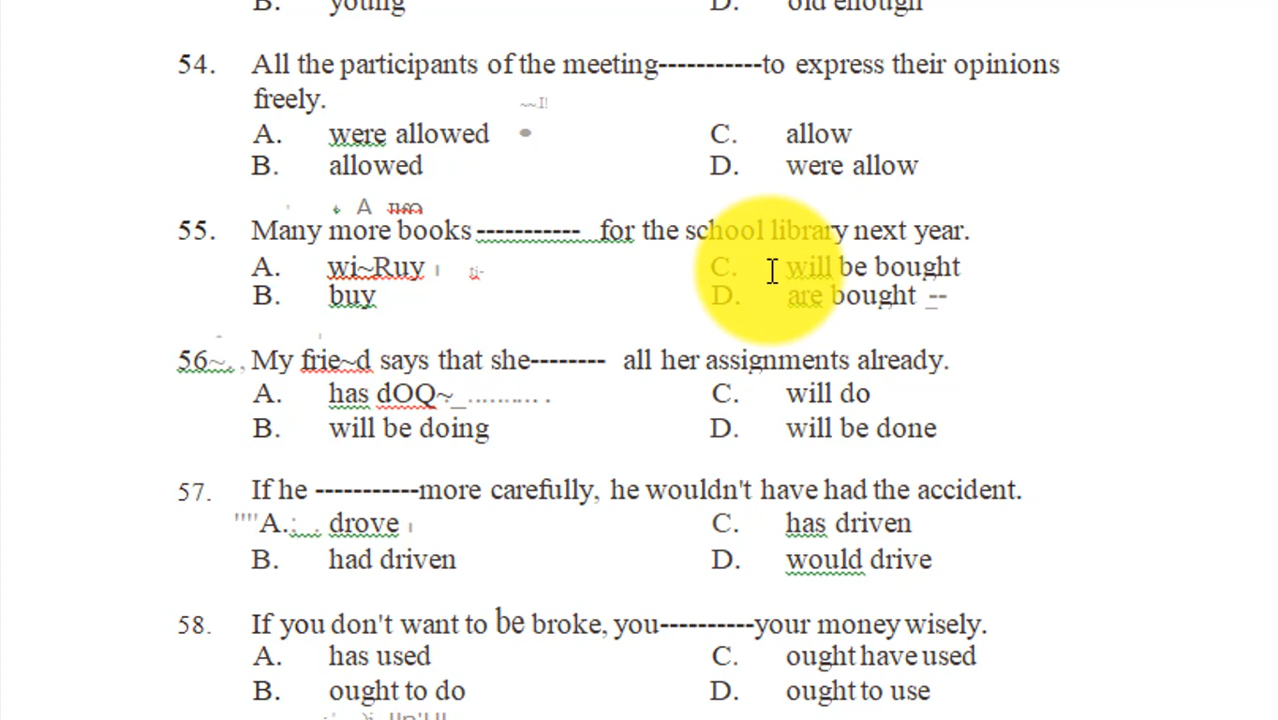 B. young D. old enough
54. All the participants of the meeting-----------to express their opinions
freely.
A. were allowed C. allow
B. allowed D. were allow
55. Many more books ----------- for the school library next year.
A. wi~Ruy C. will be bought
B. buy D. are bought
56~. My frie~d says that she-------- all her assignments already.
A. has dOQ~_.......... . C. will do
B. will be doing D. will be done
57. If he -----------more carefully, he wouldn't have had the accident.
A. drove C. has driven
B. had driven D. would drive
58. If you don't want to be broke, you----------your money wisely.
A. has used C. ought have used
B. ought to do D. ought to use